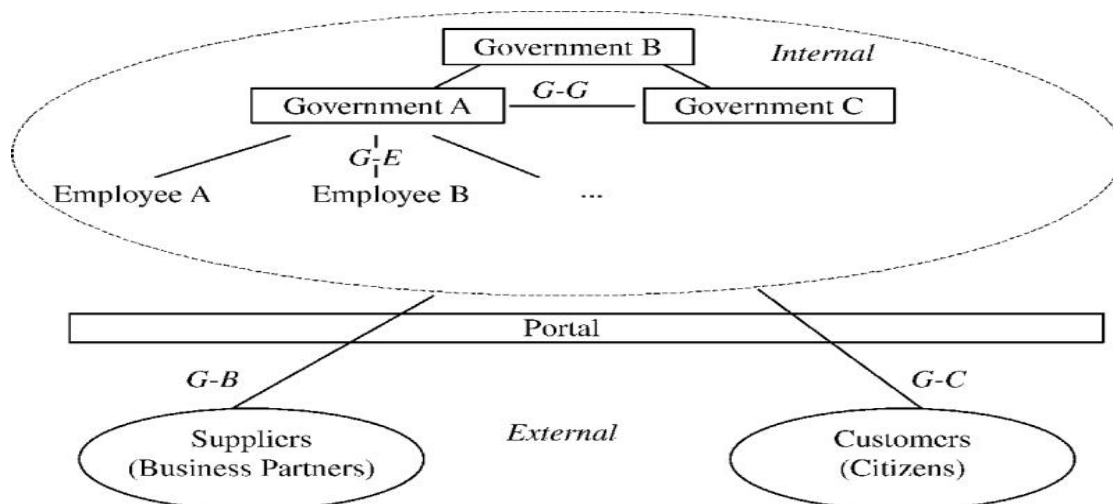 Government B
Internal
G-G
Government A
Government C
G-E
Employee A
Employee B
...
Portal
G-B
G-C
External
Suppliers
(Business Partners)
Customers
(Citizens)